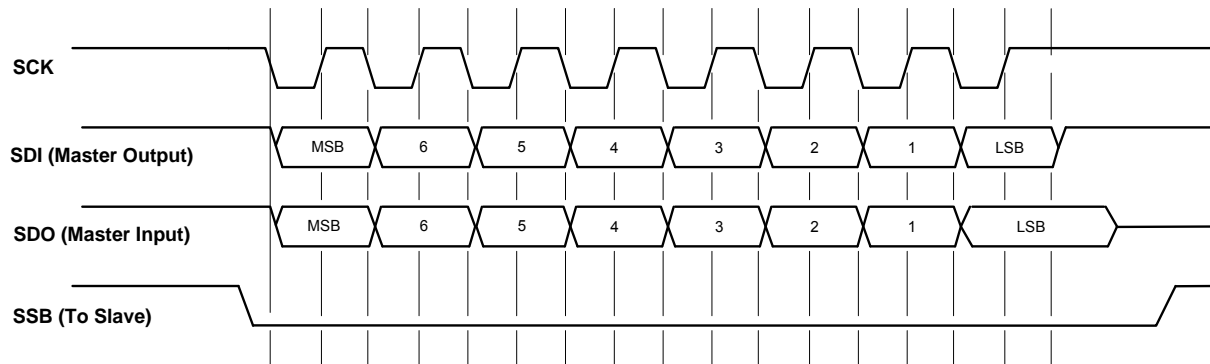 SCK
SDI (Master Output)
MSB 6 5 4 3 2 1 LSB
SDO (Master Input)
MSB 6 5 4 3 2 1 LSB
SSB (To Slave)